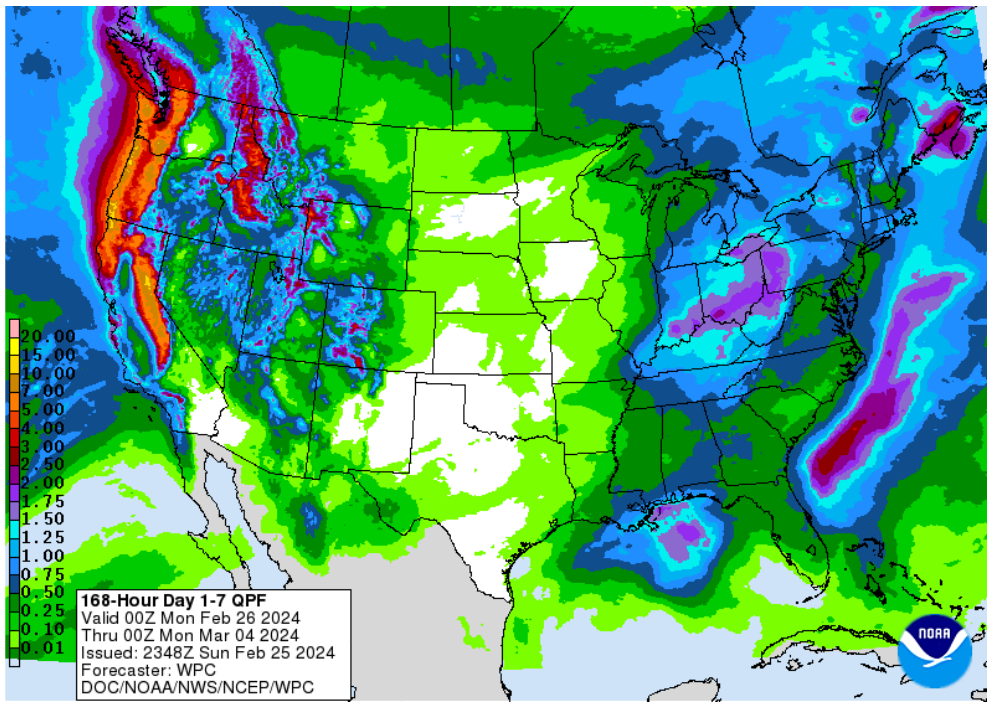 20.00
15.00
10.00
7.00
5.00
4.00
3.00
2.50
2.00
1.75
1.50
1.25
1.00
0.75
0.50
0.25
0.10
0.01
168-Hour Day 1-7 QPF
Valid 00Z Mon Feb 26 2024
Thru 00Z Mon Mar 04 2024
Issued: 2348Z Sun Feb 25 2024
Forecaster: WPC
DOC/NOAA/NWS/NCEP/WPC
NOAA